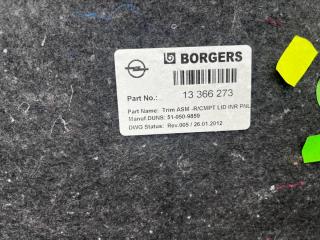 BORGERS
Part No.: 13 366 273
Part Name: Trim ASM -R/CMPT LID INR PNL
Manuf.DUNS: 51-050-9859
DWG Status: Rev.005 / 26.01.2012